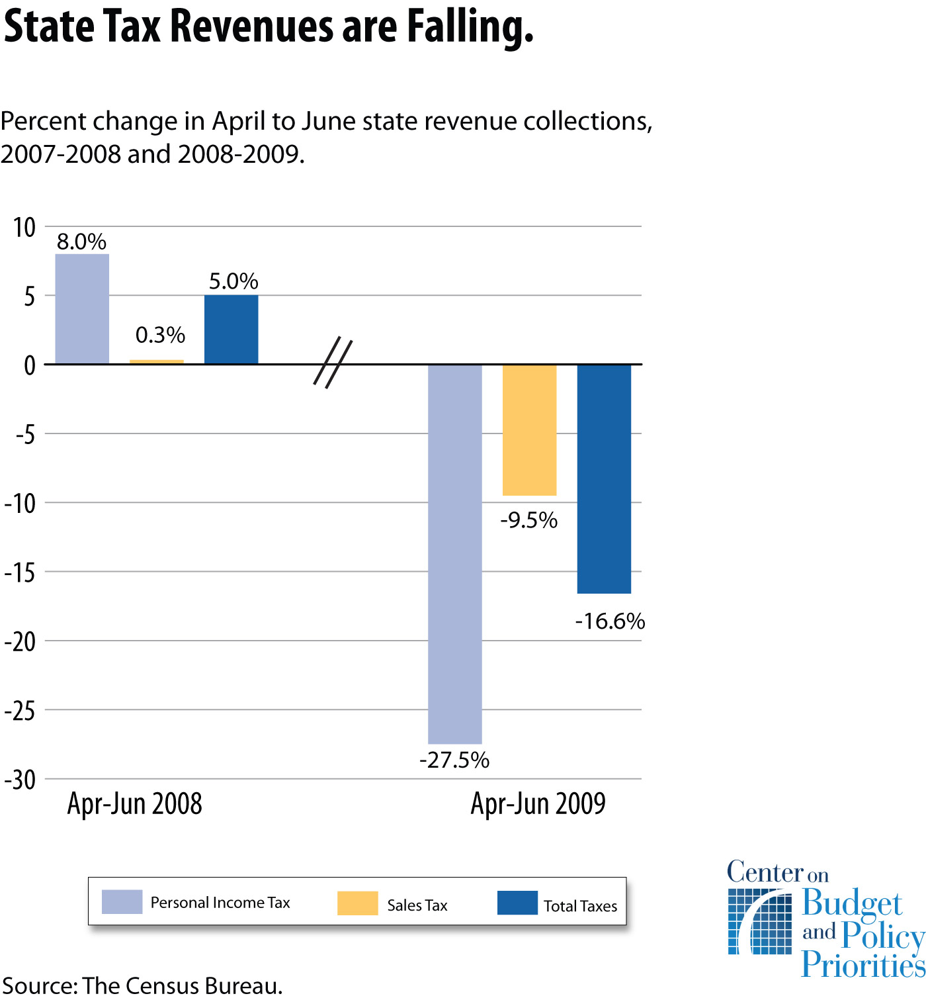 State Tax Revenues are Falling.
Percent change in April to June state revenue collections,
2007-2008 and 2008-2009.
10
8.0%
5.0%
5
0.3%
0
-5
-10
-9.5%
-15
-16.6%
-20
-25
-27.5%
-30
Apr-Jun 2008
Apr-Jun 2009
Personal Income Tax
Sales Tax
Total Taxes
Center on
Budget
and Policy
Priorities
Source: The Census Bureau.